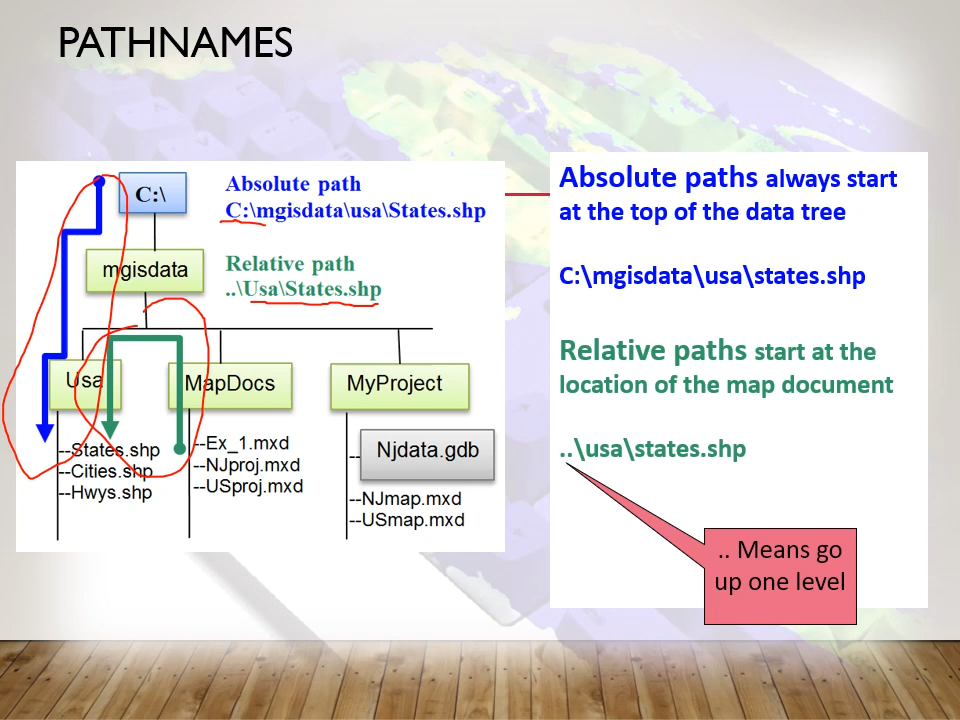 PATHNAMES
C:\
Absolute path
C:\mgisdata\usa\States.shp
mgisdata
Relative path
..\Usa\States.shp
Usa
MapDocs
MyProject
--States.shp
--Cities.shp
--Hwys.shp
--Ex_1.mxd
--NJproj.mxd
--USproj.mxd
--
Njdata.gdb
--NJmap.mxd
--USmap.mxd
Absolute paths always start
at the top of the data tree
C:\mgisdata\usa\states.shp
Relative paths start at the
location of the map document
..\usa\states.shp
.. Means go
up one level